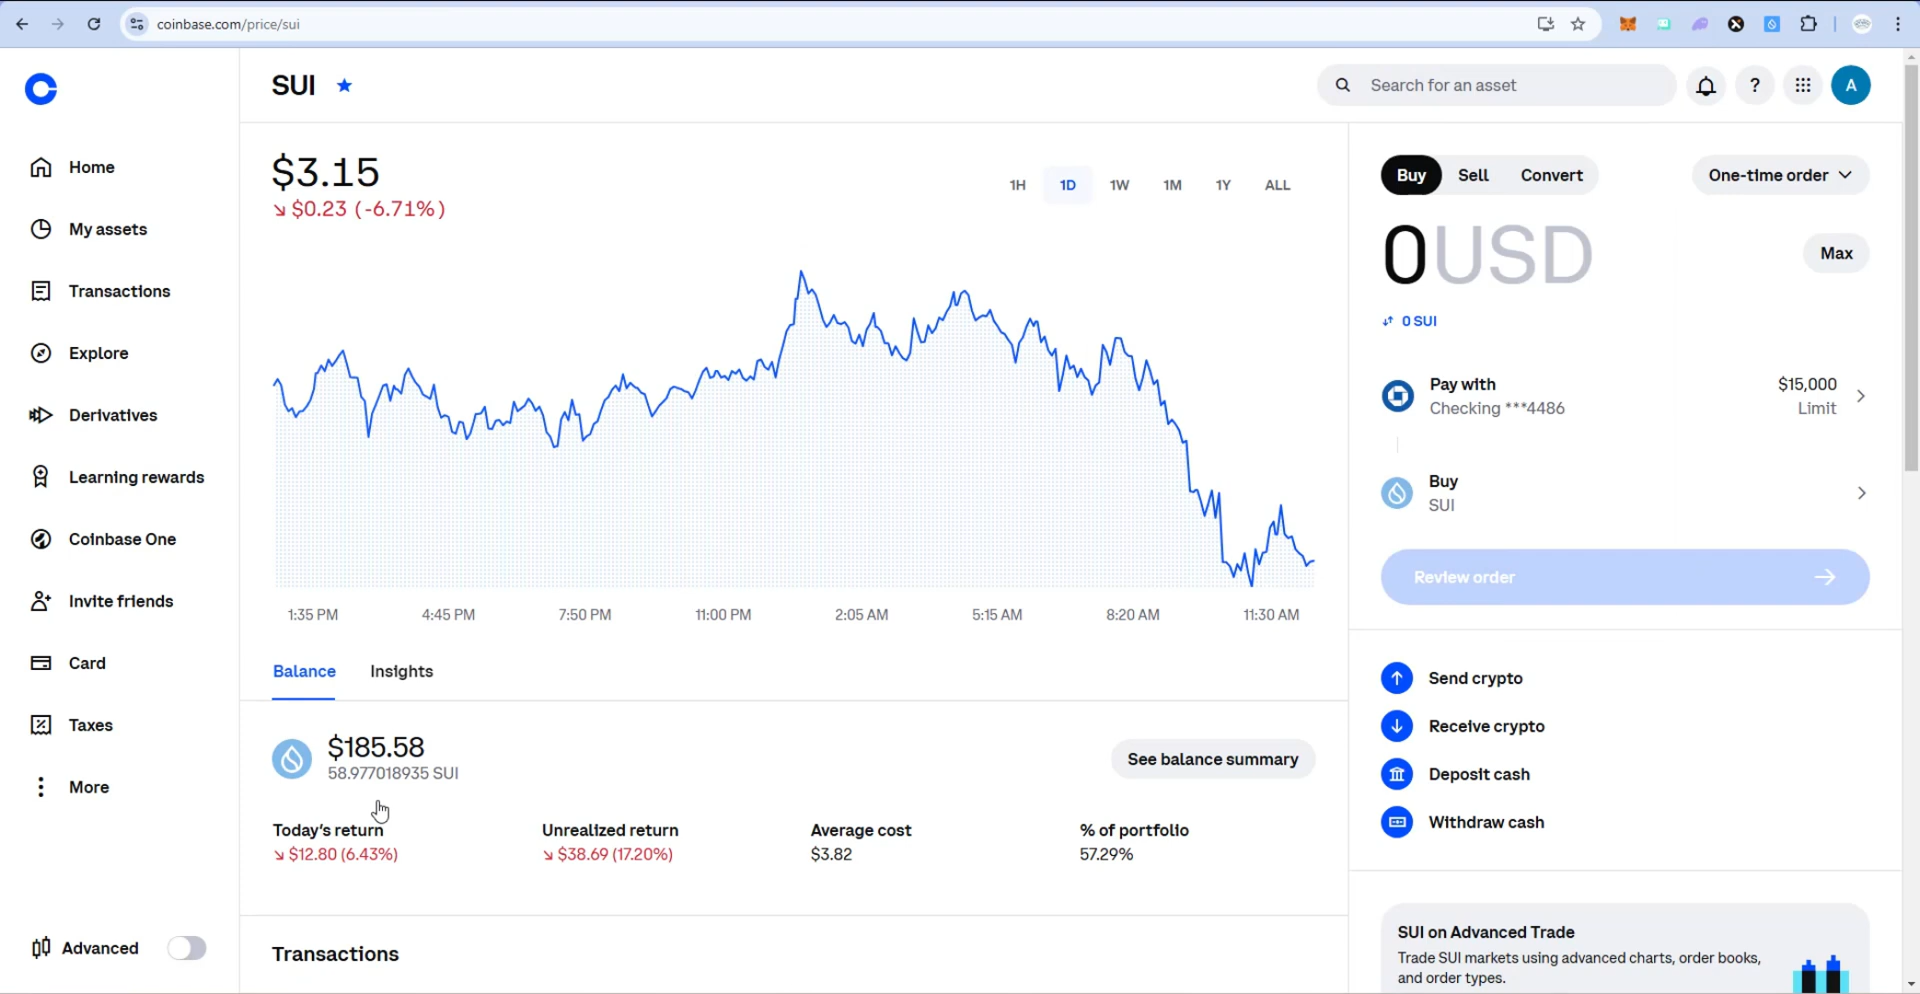 coinbase.com/price/sui
SUI
Search for an asset
?
A
Home
My assets
Transactions
Explore
Derivatives
Learning rewards
Coinbase One
Invite friends
Card
Taxes
More
Advanced
$3.15
↘ $0.23 (-6.71%)
1H 1D 1W 1M 1Y ALL
1:35 PM 4:45 PM 7:50 PM 11:00 PM 2:05 AM 5:15 AM 8:20 AM 11:30 AM
Balance Insights
$185.58
58.977018935 SUI
See balance summary
Today's return Unrealized return Average cost % of portfolio
↘ $12.80 (6.43%) ↘ $38.69 (17.20%) $3.82 57.29%
Transactions
Buy Sell Convert One-time order
0USD Max
0 SUI
Pay with $15,000
Checking ***4486 Limit
Buy
SUI
Review order
Send crypto
Receive crypto
Deposit cash
Withdraw cash
SUI on Advanced Trade
Trade SUI markets using advanced charts, order books,
and order types.